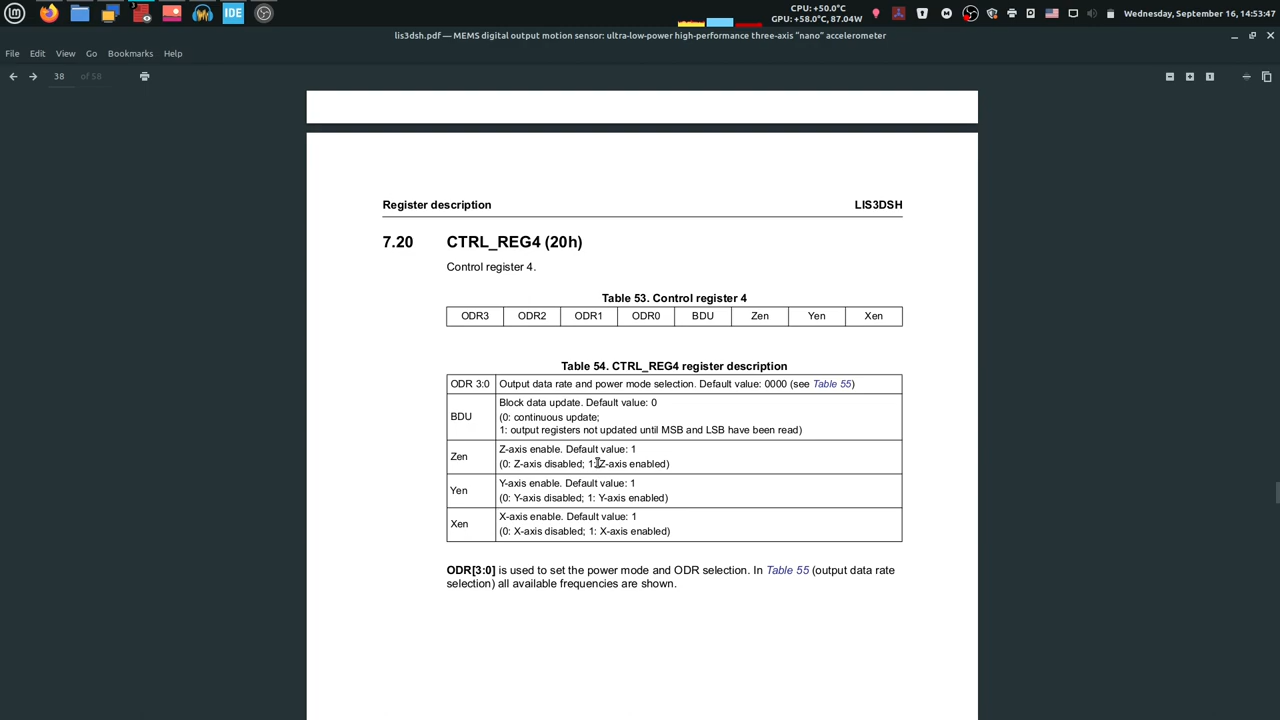 CPU: +50.0°C
GPU: +58.0°C, 87.04W
IDE
Wednesday, September 16, 14:53:47
lis3dsh.pdf — MEMS digital output motion sensor: ultra-low-power high-performance three-axis "nano" accelerometer
File Edit View Go Bookmarks Help
38 of 58
Register description LIS3DSH
7.20 CTRL_REG4 (20h)
Control register 4.
Table 53. Control register 4
ODR3 ODR2 ODR1 ODR0 BDU Zen Yen Xen
Table 54. CTRL_REG4 register description
ODR 3:0 Output data rate and power mode selection. Default value: 0000 (see Table 55)
BDU Block data update. Default value: 0
(0: continuous update;
1: output registers not updated until MSB and LSB have been read)
Zen Z-axis enable. Default value: 1
(0: Z-axis disabled; 1: Z-axis enabled)
Yen Y-axis enable. Default value: 1
(0: Y-axis disabled; 1: Y-axis enabled)
Xen X-axis enable. Default value: 1
(0: X-axis disabled; 1: X-axis enabled)
ODR[3:0] is used to set the power mode and ODR selection. In Table 55 (output data rate
selection) all available frequencies are shown.